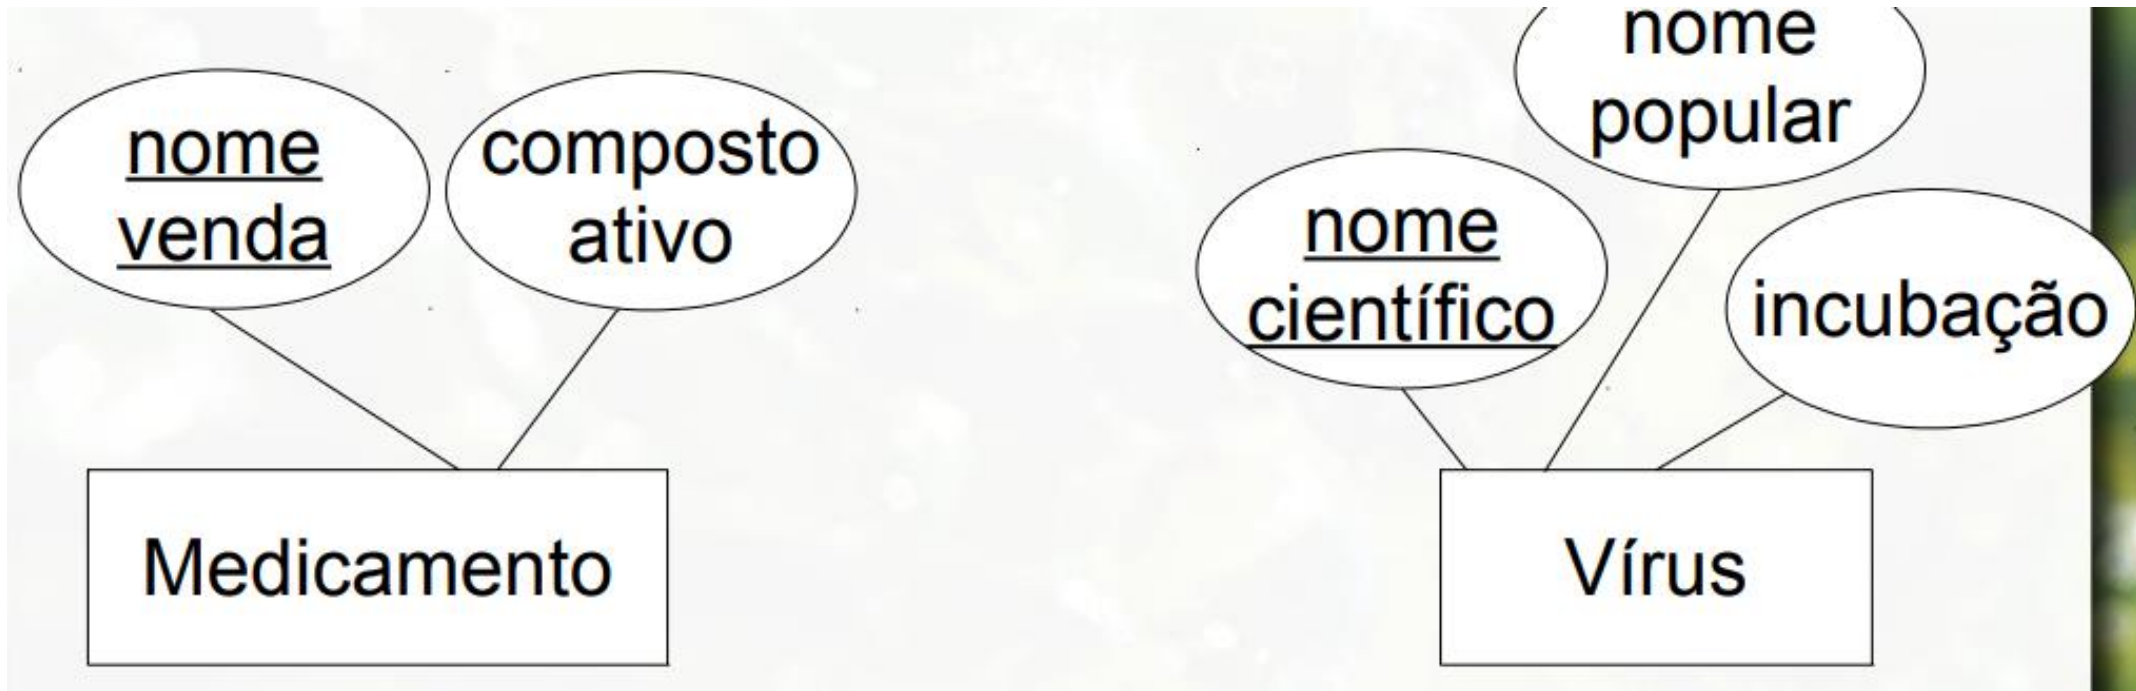 nome
venda
composto
ativo
nome
popular
nome
científico
incubação
Medicamento
Vírus